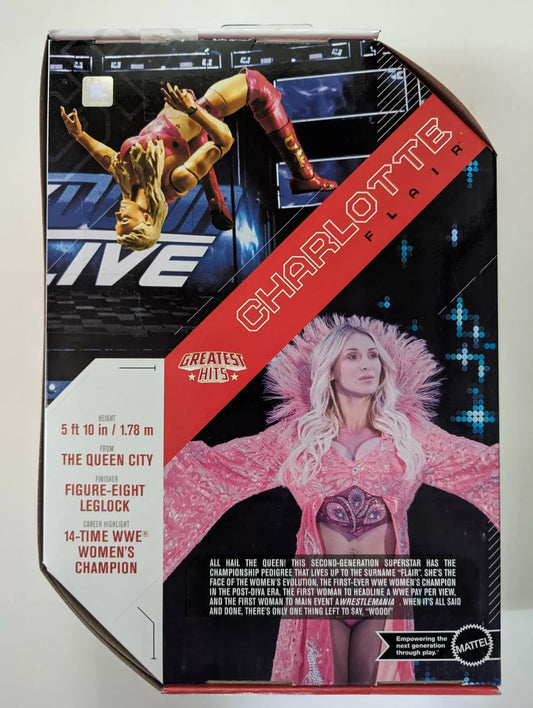 LIVE
CHARLOTTE
FLAIR
GREATEST
HITS
HEIGHT
5 ft 10 in / 1.78 m
FROM
THE QUEEN CITY
FINISHER
FIGURE-EIGHT
LEGLOCK
CAREER HIGHLIGHT
14-TIME WWE®
WOMEN'S
CHAMPION
ALL HAIL THE QUEEN! THIS SECOND-GENERATION SUPERSTAR HAS THE
CHAMPIONSHIP PEDIGREE THAT LIVES UP TO THE SURNAME "FLAIR". SHE'S THE
FACE OF THE WOMEN'S EVOLUTION, THE FIRST-EVER WWE WOMEN'S CHAMPION
IN THE POST-DIVA ERA, THE FIRST WOMAN TO HEADLINE A WWE PAY PER VIEW,
AND THE FIRST WOMAN TO MAIN EVENT A WRESTLEMANIA. WHEN IT'S ALL SAID
AND DONE, THERE'S ONLY ONE THING LEFT TO SAY, "WOOO!"
Empowering the
next generation
through play.™
MATTEL